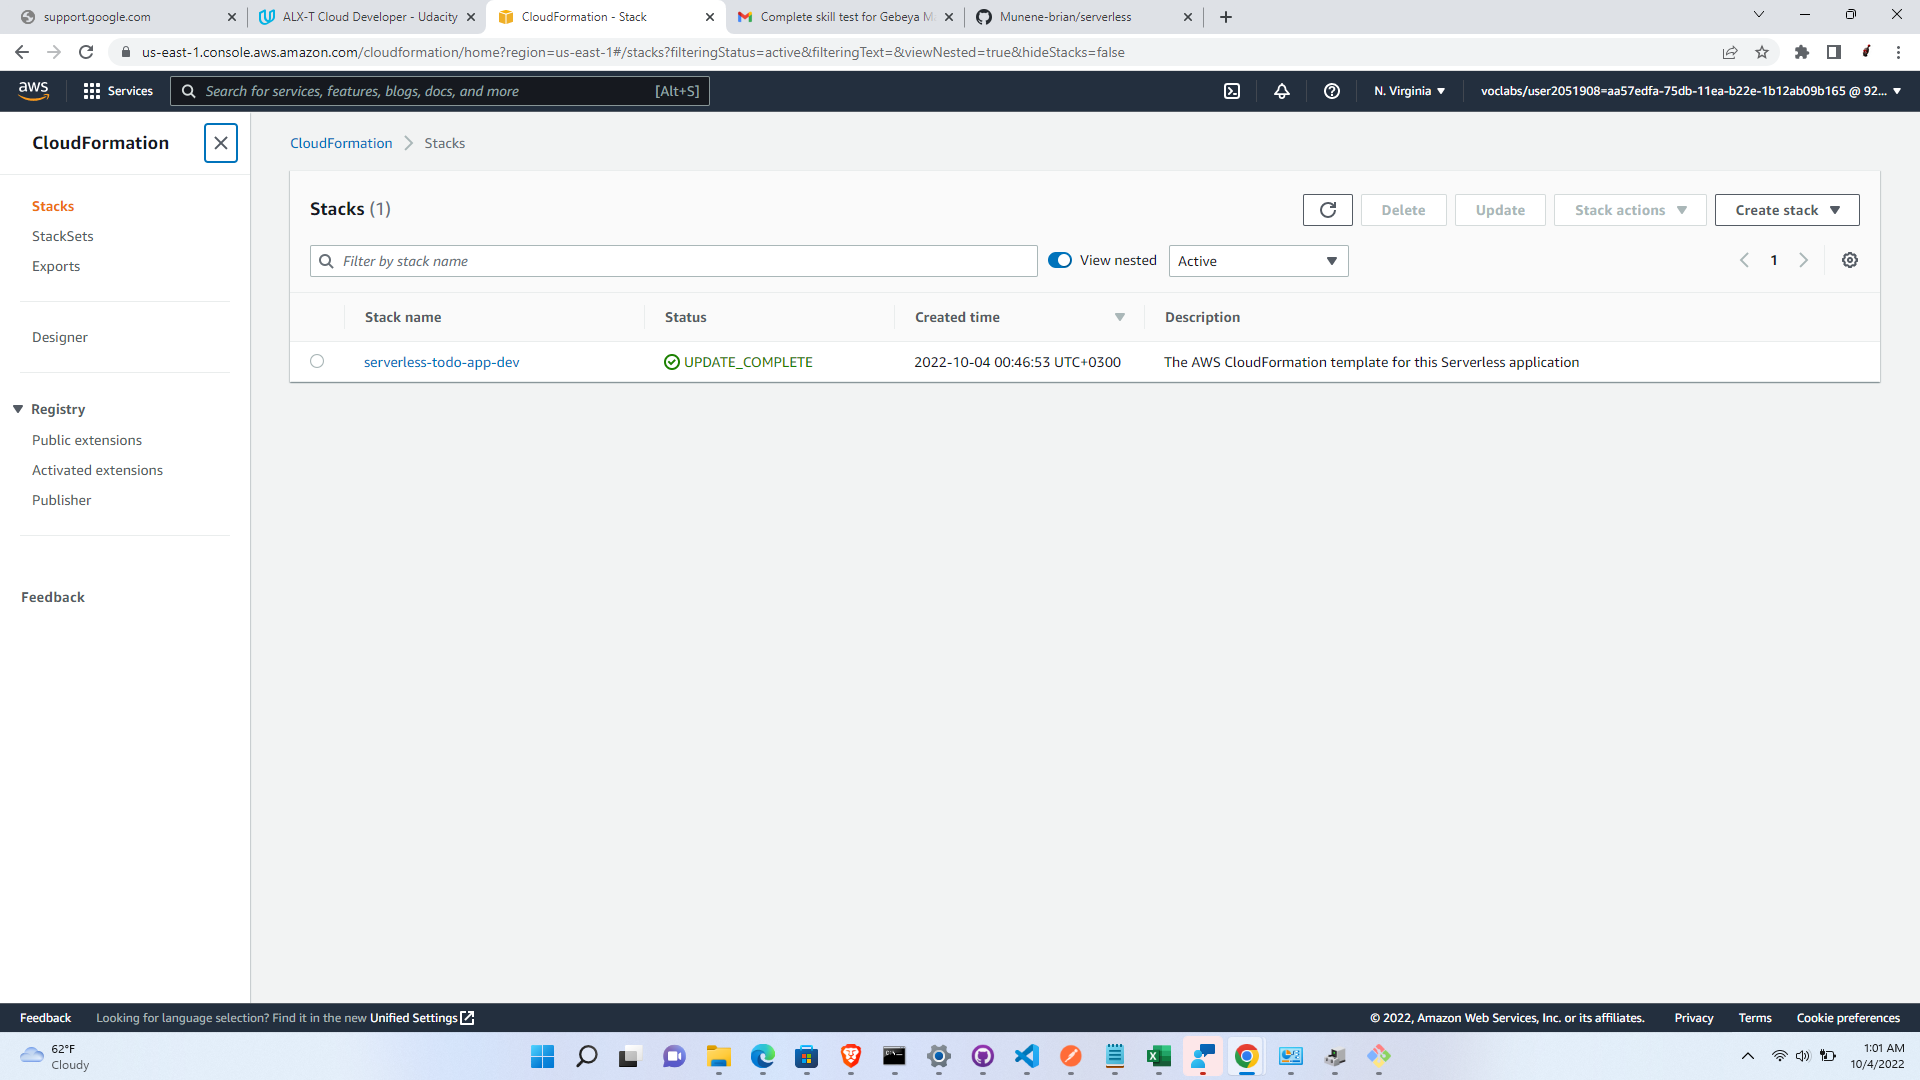 support.google.com
ALX-T Cloud Developer - Udacity
CloudFormation - Stack
Complete skill test for Gebeya M
Munene-brian/serverless
us-east-1.console.aws.amazon.com/cloudformation/home?region=us-east-1#/stacks?filteringStatus=active&filteringText=&viewNested=true&hideStacks=false
aws
Services
Search for services, features, blogs, docs, and more
[Alt+S]
N. Virginia
voclabs/user2051908=aa57edfa-75db-11ea-b22e-1b12ab09b165 @ 92...
CloudFormation
Stacks
StackSets
Exports
Designer
Registry
Public extensions
Activated extensions
Publisher
Feedback
CloudFormation
Stacks
Stacks (1)
Delete
Update
Stack actions
Create stack
Filter by stack name
View nested
Active
1
Stack name
Status
Created time
Description
serverless-todo-app-dev
UPDATE_COMPLETE
2022-10-04 00:46:53 UTC+0300
The AWS CloudFormation template for this Serverless application
Feedback
Looking for language selection? Find it in the new Unified Settings
© 2022, Amazon Web Services, Inc. or its affiliates.
Privacy
Terms
Cookie preferences
62°F
Cloudy
1:01 AM
10/4/2022